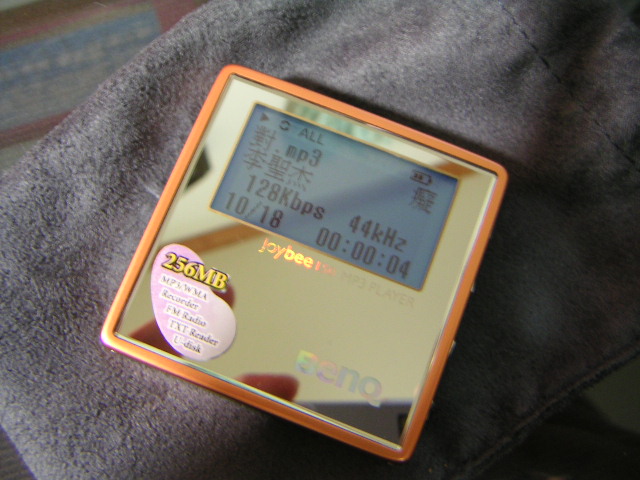 ALL
對 mp3
李聖杰 癡
128Kbps 44kHz
10/18 00:00:04
joybee MP3 PLAYER
256MB
MP3/WMA
Recorder
FM Radio
TXT Reader
U-disk
BenQ